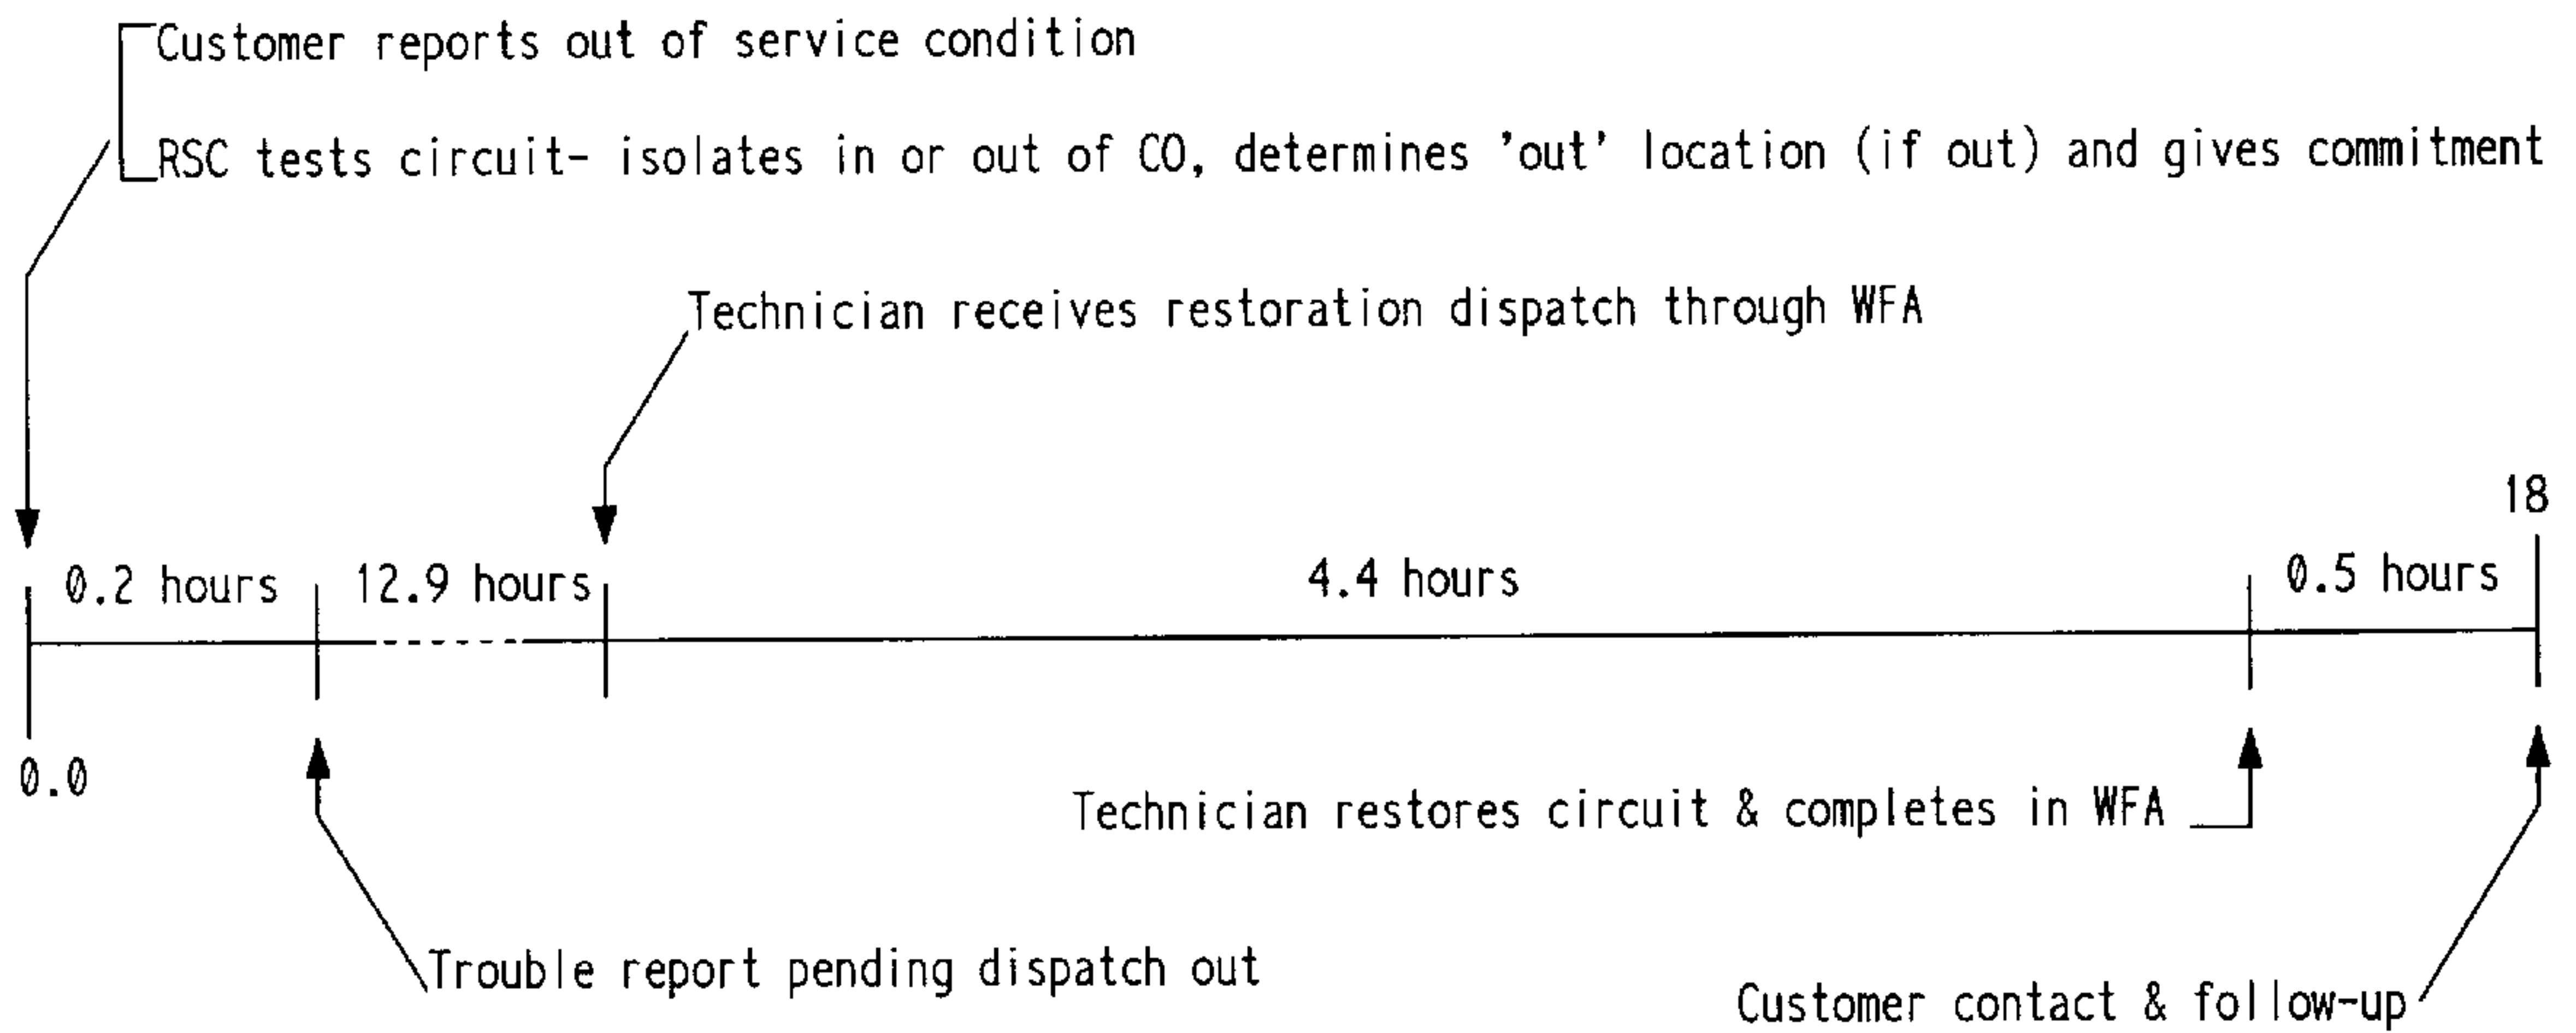 Customer reports out of service condition
RSC tests circuit- isolates in or out of CO, determines 'out' location (if out) and gives commitment
Technician receives restoration dispatch through WFA
18
0.2 hours
12.9 hours
4.4 hours
0.5 hours
0.0
Technician restores circuit & completes in WFA
Trouble report pending dispatch out
Customer contact & follow-up